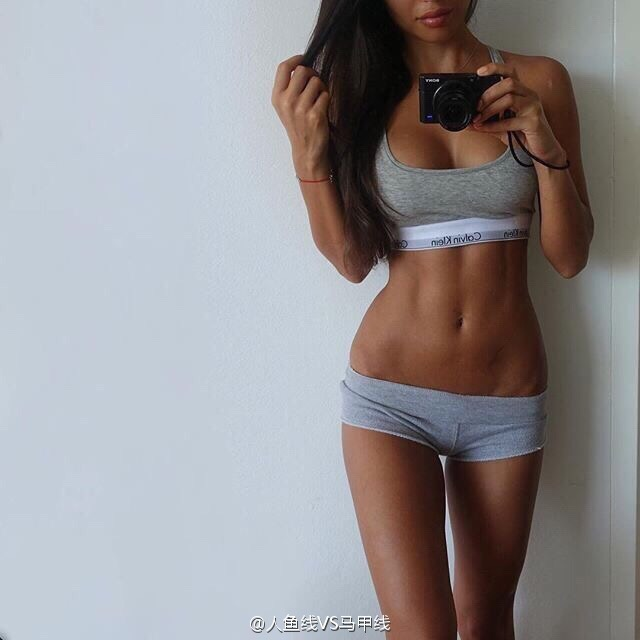 SONY
Calvin Klein
Calvin Klein
@人鱼线VS马甲线